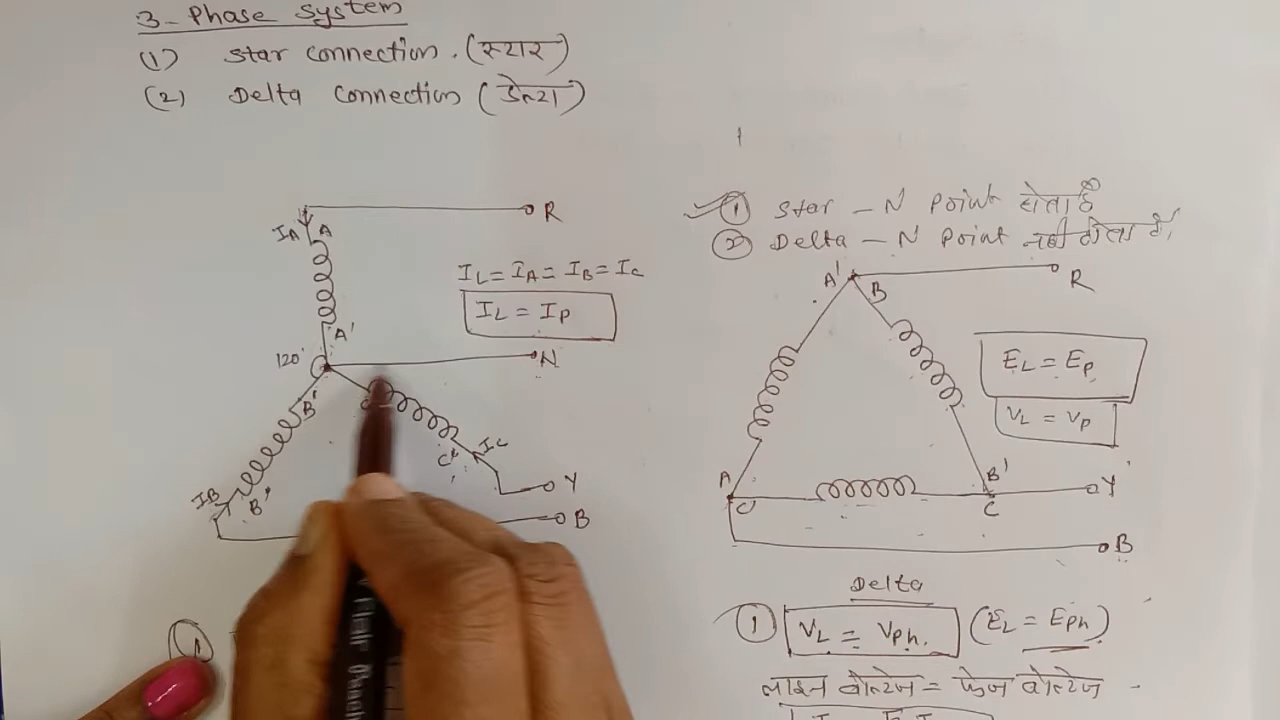 3-Phase System
(1) Star Connection. (स्टार)
(2) Delta Connection (डेल्टा)
① Star – N Point होता है
② Delta – N Point नही होता है।
R
IA A
IL = IA = IB = IC
IL = IP
A'
120°
N
B'
IC
IB
B
Y
B
A' B
R
EL = EP
VL = VP
A
B'
C'
C
Y
B
Delta
① VL = VPh. (EL = EPh)
लाइन वोल्टेज = फेज वोल्टेज